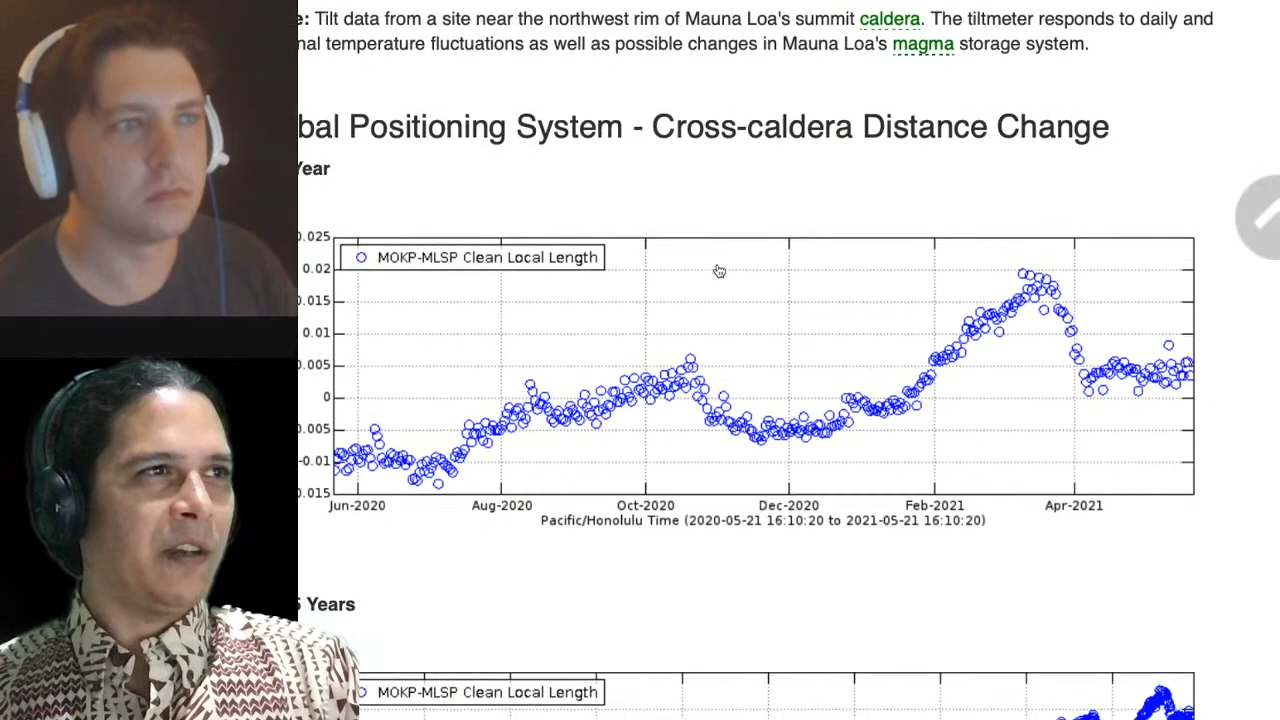 e: Tilt data from a site near the northwest rim of Mauna Loa's summit caldera. The tiltmeter responds to daily and
nal temperature fluctuations as well as possible changes in Mauna Loa's magma storage system.
bal Positioning System - Cross-caldera Distance Change
Year
0.025
MOKP-MLSP Clean Local Length
0.02
0.015
0.01
0.005
0
0.005
-0.01
0.015
Jun-2020 Aug-2020 Oct-2020 Dec-2020 Feb-2021 Apr-2021
Pacific/Honolulu Time (2020-05-21 16:10:20 to 2021-05-21 16:10:20)
5 Years
MOKP-MLSP Clean Local Length